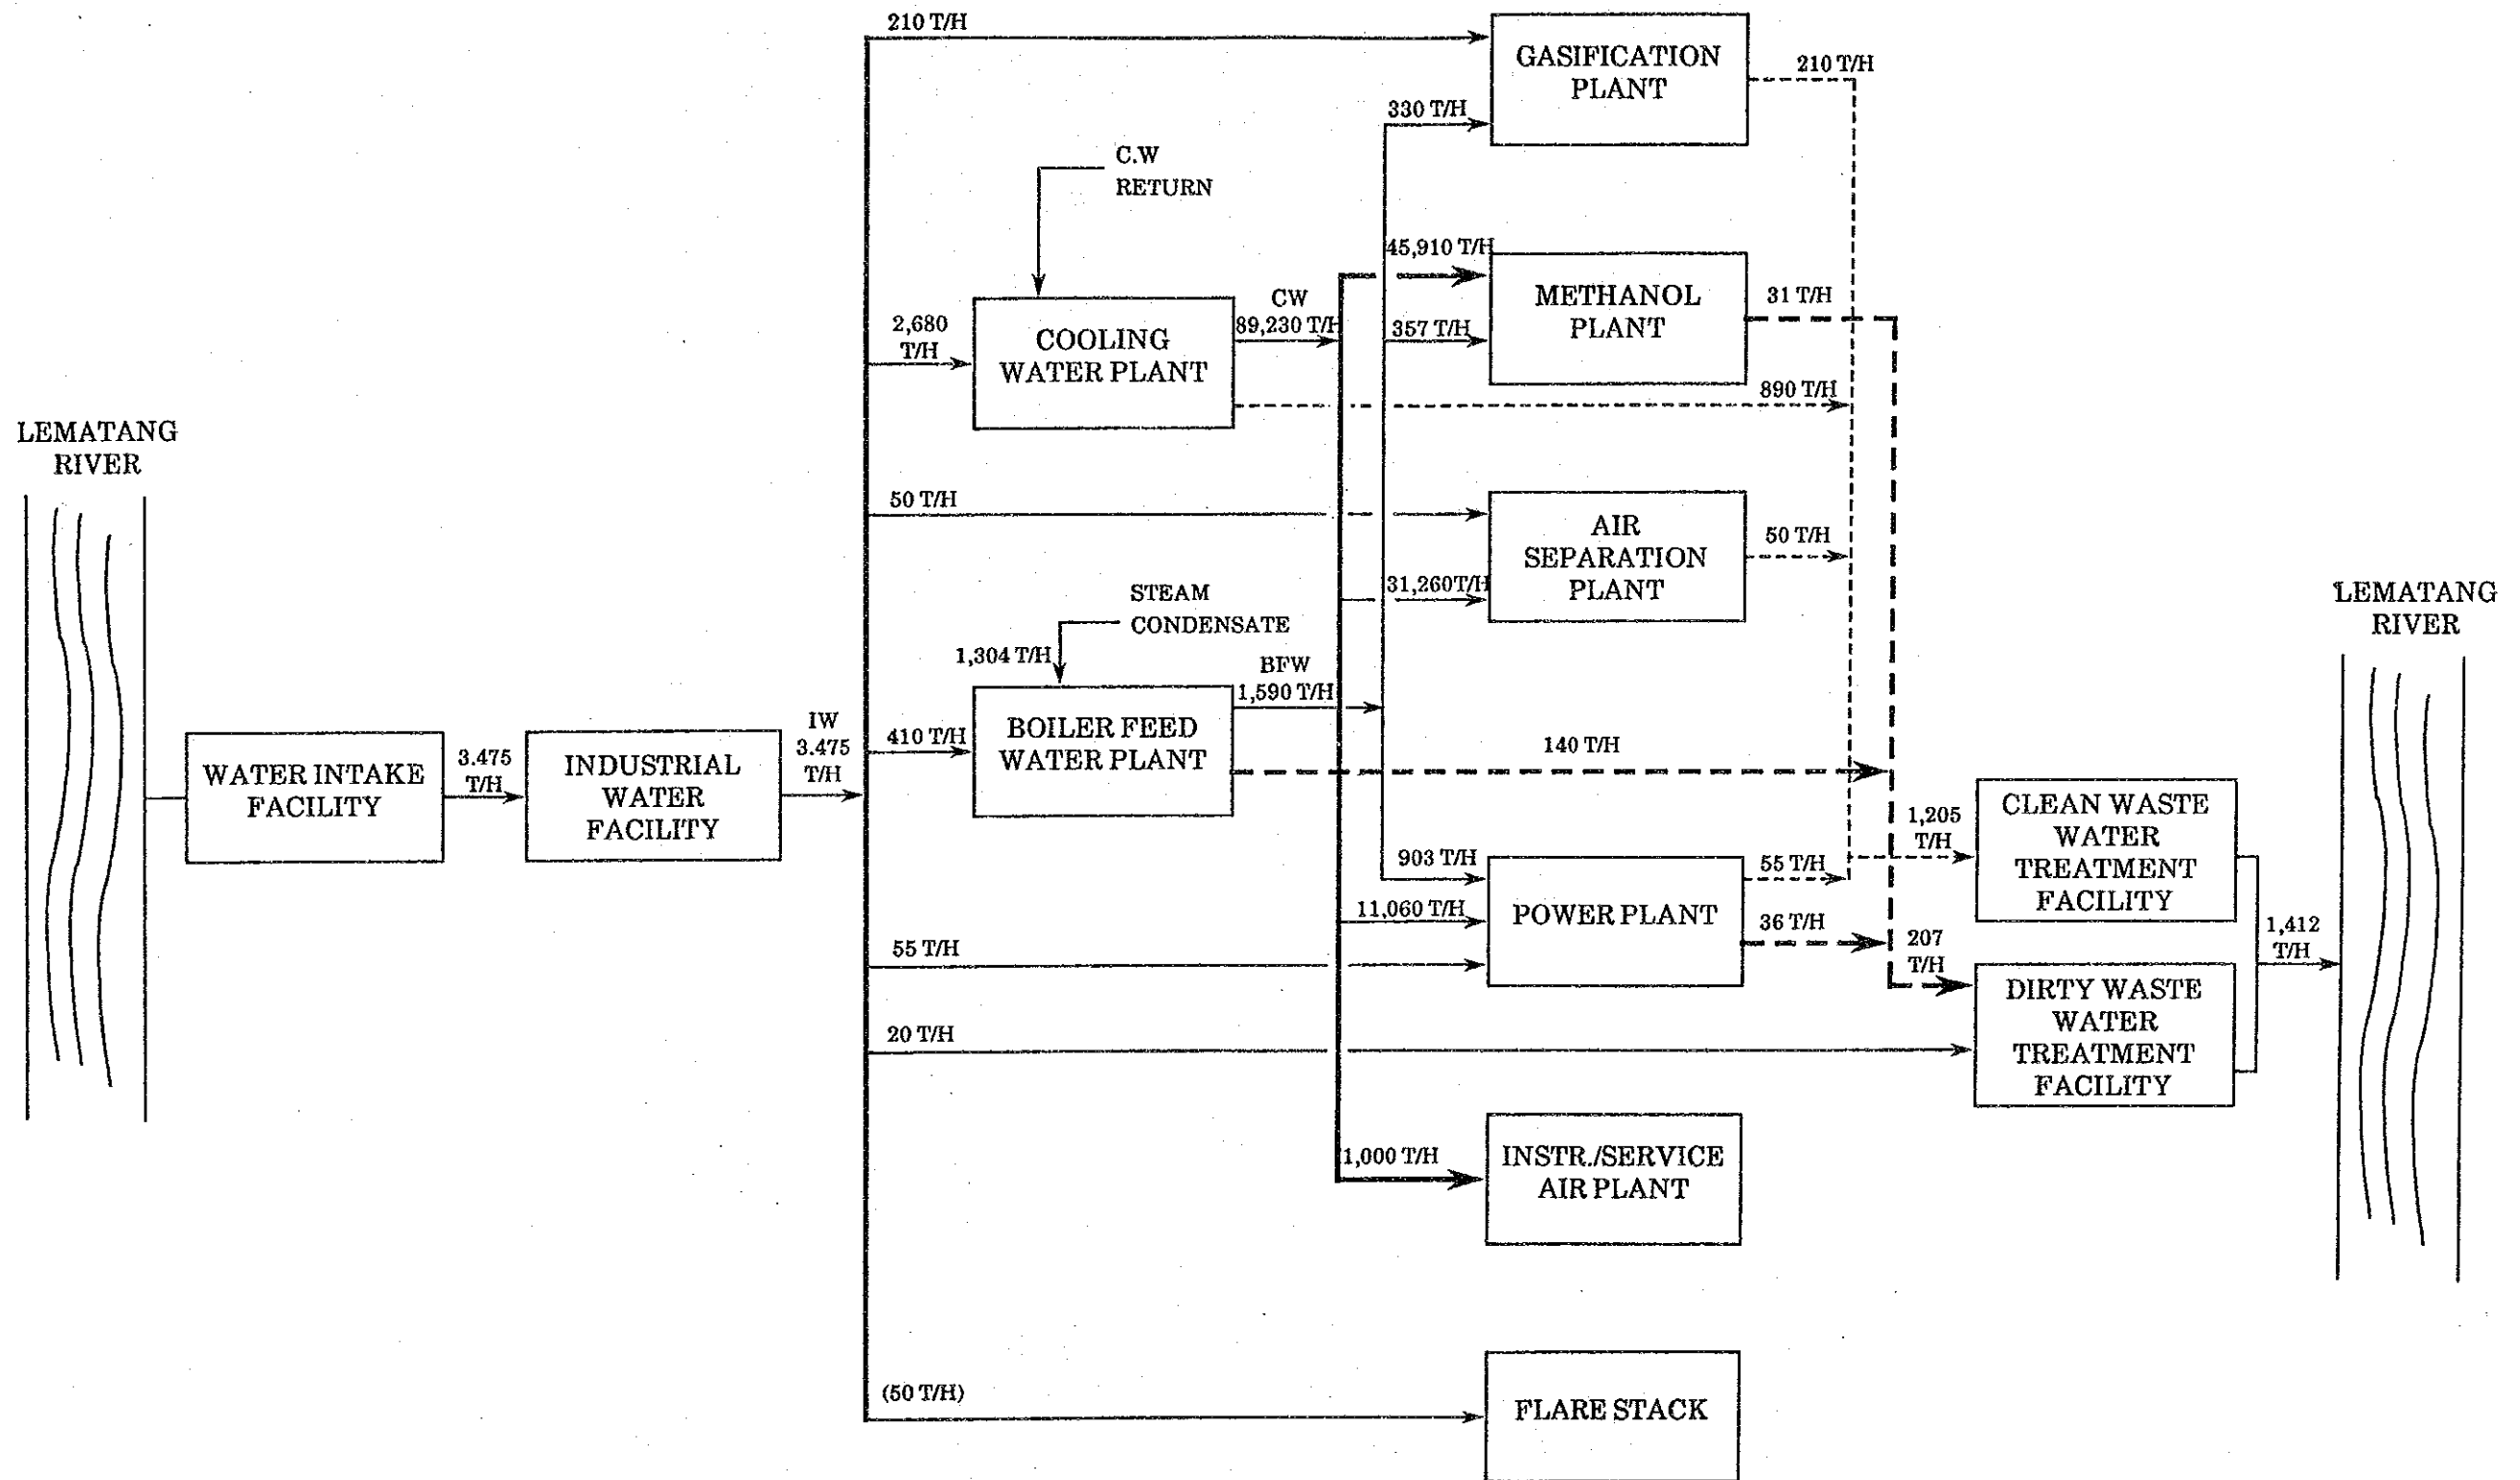 210 T/H
GASIFICATION
PLANT
210 T/H
330 T/H
C.W
RETURN
45,910 T/H
METHANOL
PLANT
31 T/H
2,680
T/H
COOLING
WATER PLANT
CW
89,230 T/H
357 T/H
890 T/H
LEMATANG
RIVER
50 T/H
AIR
SEPARATION
PLANT
50 T/H
31,260T/H
STEAM
CONDENSATE
1,304 T/H
LEMATANG
RIVER
BFW
1,590 T/H
WATER INTAKE
FACILITY
3.475
T/H
INDUSTRIAL
WATER
FACILITY
IW
3.475
T/H
410 T/H
BOILER FEED
WATER PLANT
140 T/H
CLEAN WASTE
WATER
TREATMENT
FACILITY
1,205
T/H
903 T/H
POWER PLANT
55 T/H
11,060 T/H
36 T/H
207
T/H
1,412
T/H
55 T/H
DIRTY WASTE
WATER
TREATMENT
FACILITY
20 T/H
1,000 T/H
INSTR./SERVICE
AIR PLANT
(50 T/H)
FLARE STACK